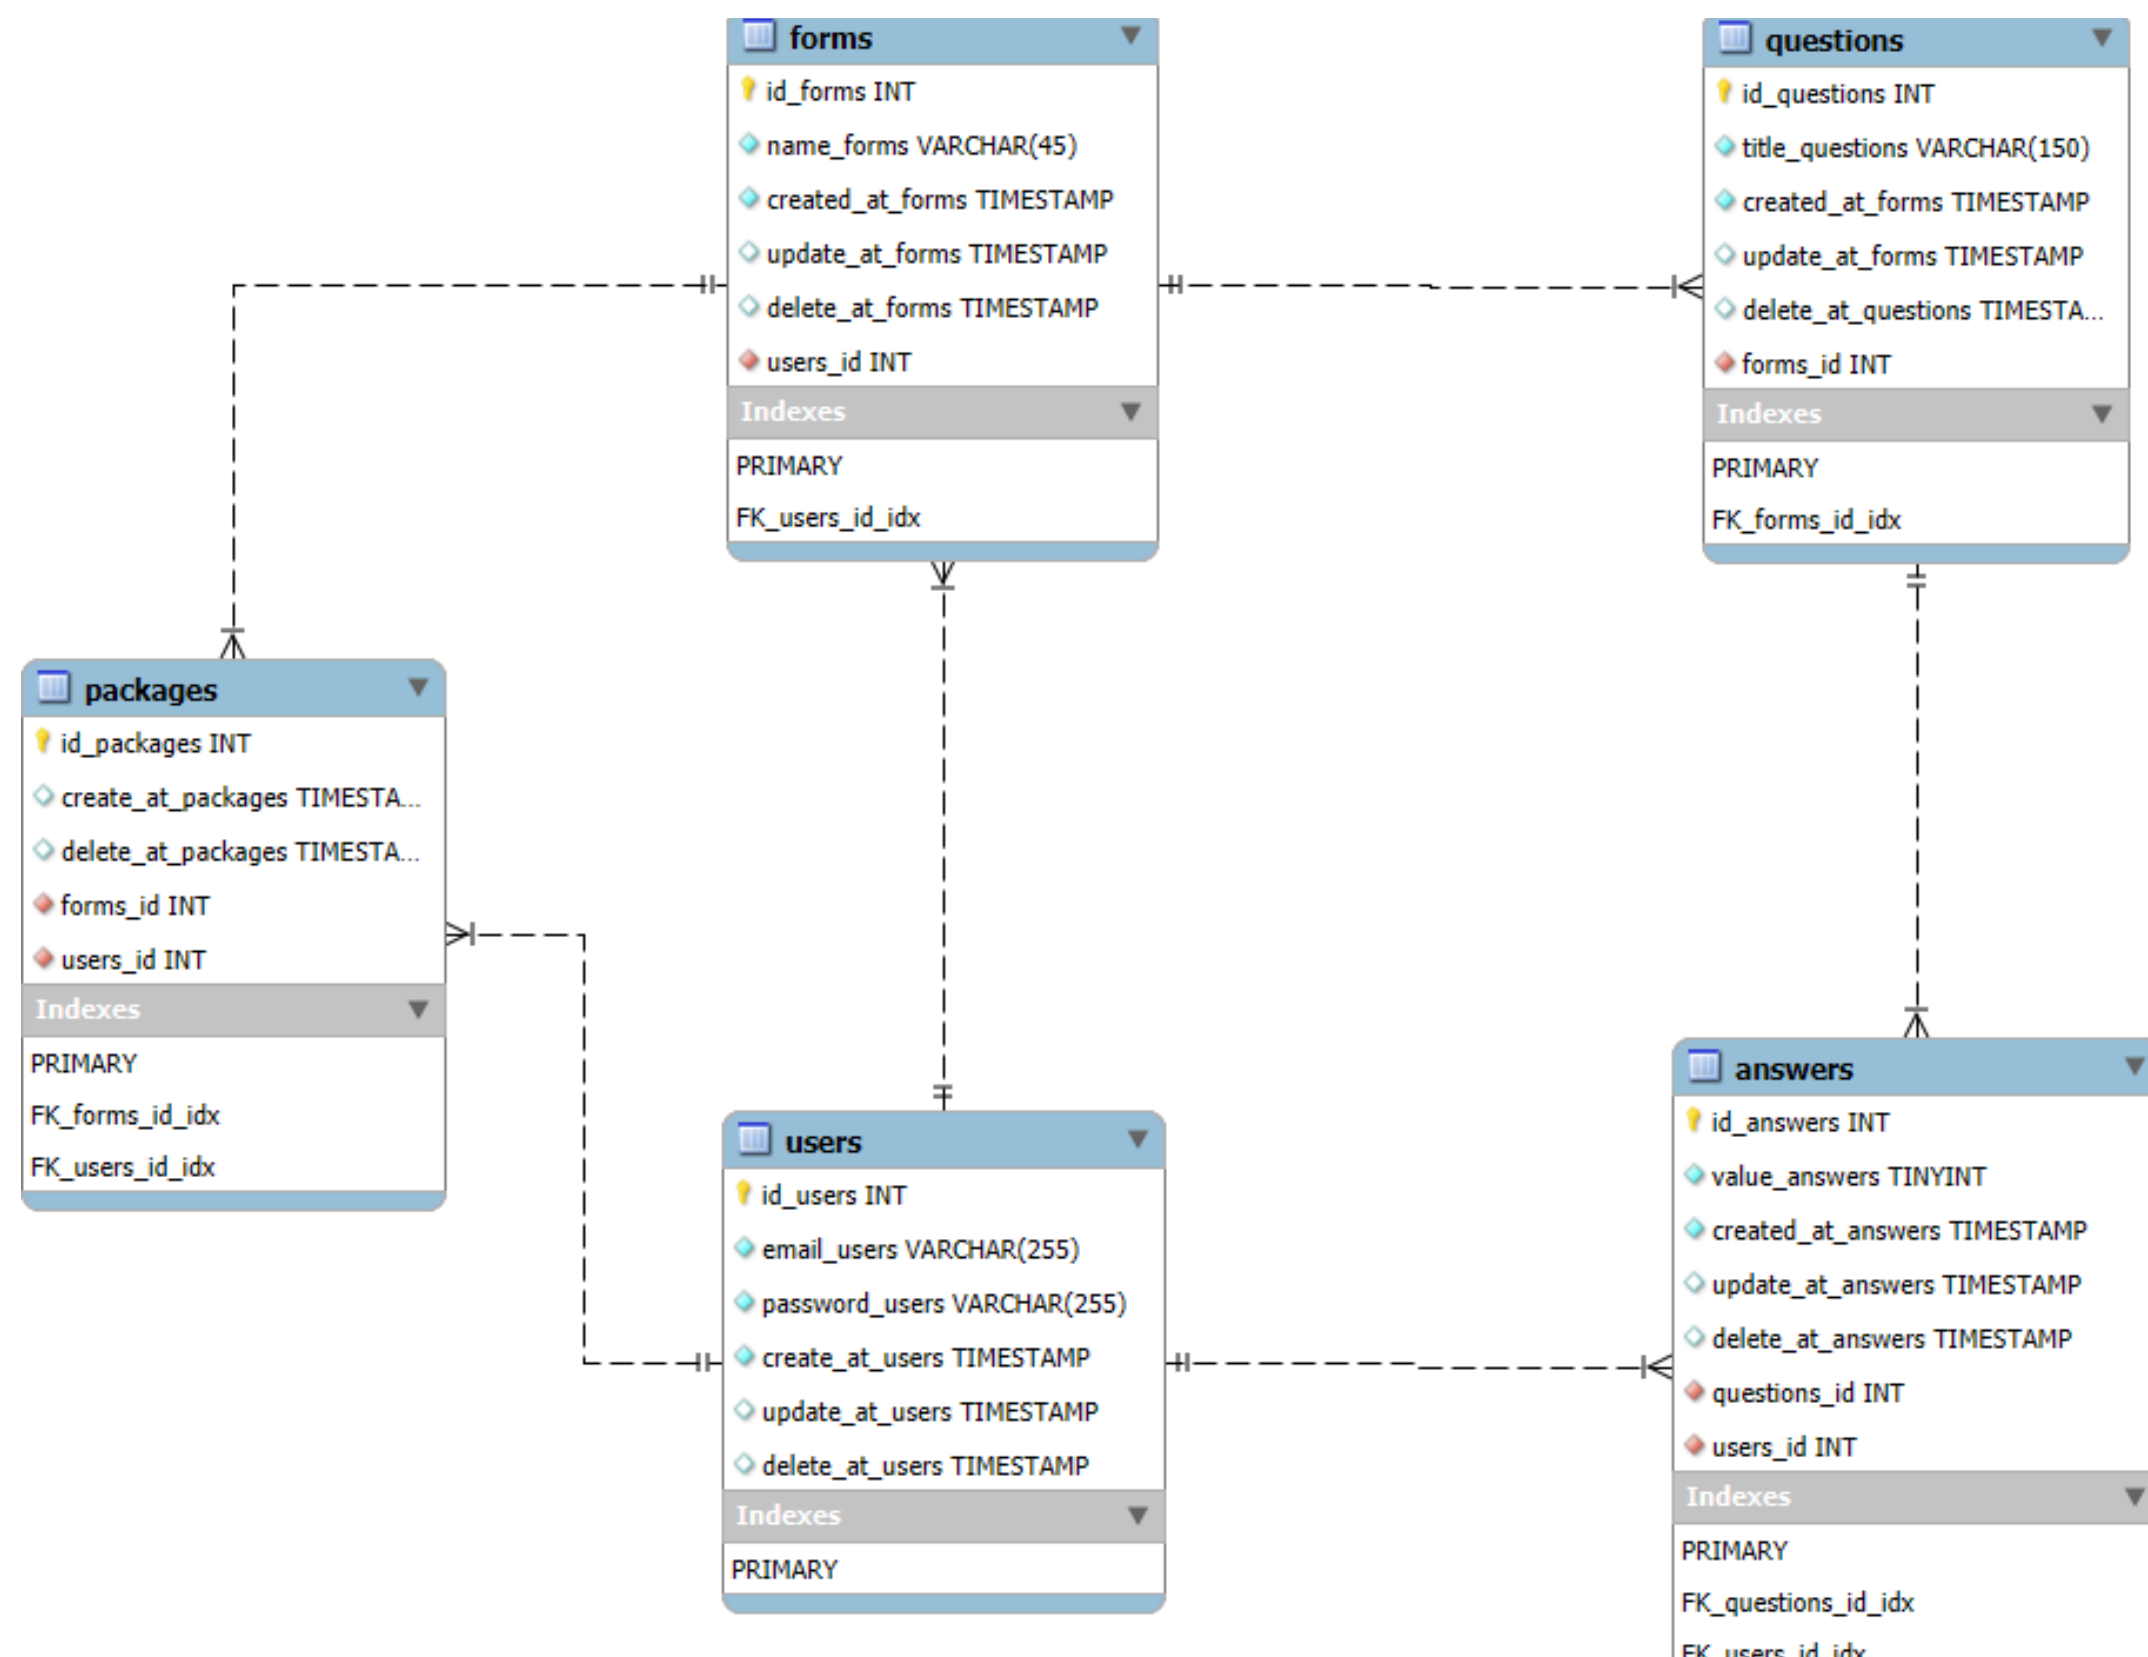 forms
id_forms INT
name_forms VARCHAR(45)
created_at_forms TIMESTAMP
update_at_forms TIMESTAMP
delete_at_forms TIMESTAMP
users_id INT
Indexes
PRIMARY
FK_users_id_idx
questions
id_questions INT
title_questions VARCHAR(150)
created_at_forms TIMESTAMP
update_at_forms TIMESTAMP
delete_at_questions TIMESTA...
forms_id INT
Indexes
PRIMARY
FK_forms_id_idx
packages
id_packages INT
create_at_packages TIMESTA...
delete_at_packages TIMESTA...
forms_id INT
users_id INT
Indexes
PRIMARY
FK_forms_id_idx
FK_users_id_idx
users
id_users INT
email_users VARCHAR(255)
password_users VARCHAR(255)
create_at_users TIMESTAMP
update_at_users TIMESTAMP
delete_at_users TIMESTAMP
Indexes
PRIMARY
answers
id_answers INT
value_answers TINYINT
created_at_answers TIMESTAMP
update_at_answers TIMESTAMP
delete_at_answers TIMESTAMP
questions_id INT
users_id INT
Indexes
PRIMARY
FK_questions_id_idx
FK_users_id_idx